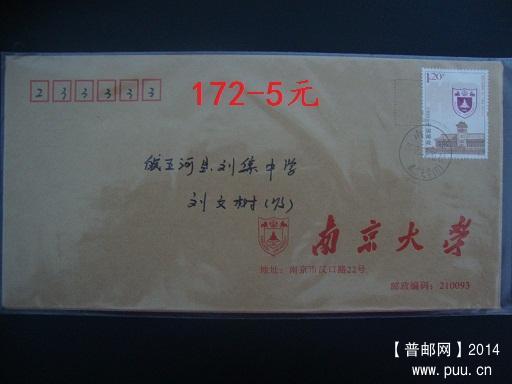 233333
172-5元
1.20
皖五河县刘集中学
刘文树(收)
南京大学
地址：南京市汉口路22号
邮政编码：210093
【普邮网】2014
www.puu.cn